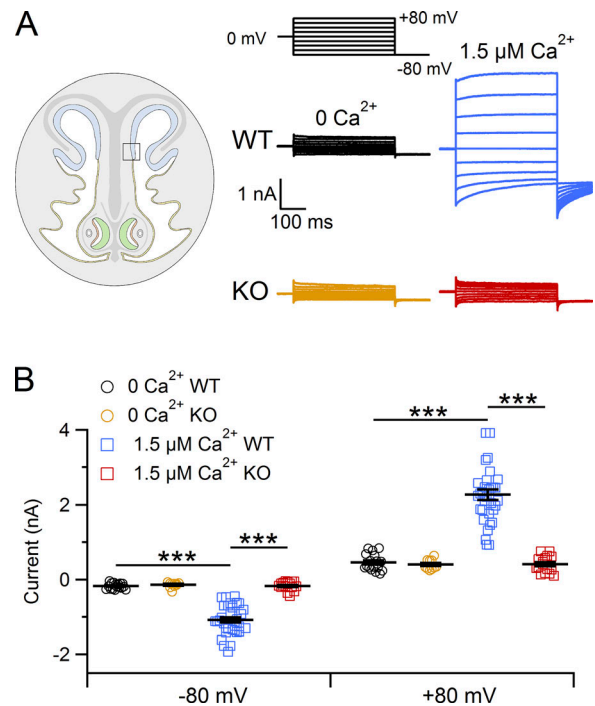 A
0 mV
+80 mV
-80 mV
1.5 µM Ca²⁺
0 Ca²⁺
WT
1 nA
100 ms
KO
B
0 Ca²⁺ WT
0 Ca²⁺ KO
1.5 µM Ca²⁺ WT
1.5 µM Ca²⁺ KO
***
***
***
***
Current (nA)
4
2
0
-2
-80 mV
+80 mV